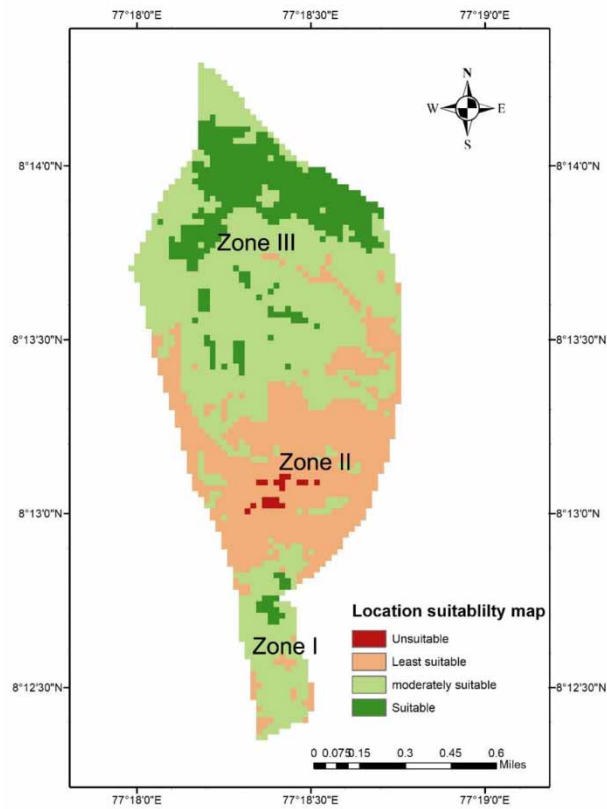 77°18'0"E 77°18'30"E 77°19'0"E
N
W E
S
8°14'0"N 8°14'0"N
Zone III
8°13'30"N 8°13'30"N
Zone II
8°13'0"N 8°13'0"N
Location suitablilty map
Unsuitable
Zone I
Least suitable
moderately suitable
8°12'30"N 8°12'30"N
Suitable
0 0.075 0.15 0.3 0.45 0.6
Miles
77°18'0"E 77°18'30"E 77°19'0"E